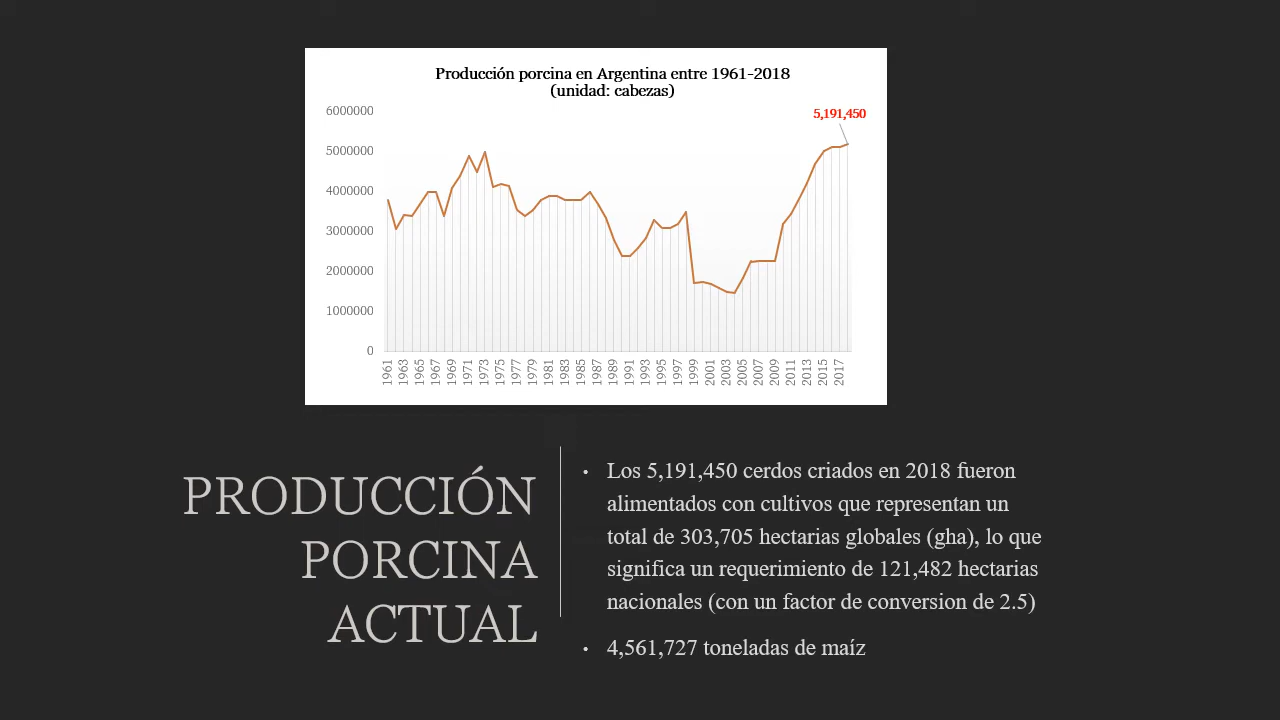 Producción porcina en Argentina entre 1961-2018
(unidad: cabezas)
5,191,450
6000000
5000000
4000000
3000000
2000000
1000000
0
1961 1963 1965 1967 1969 1971 1973 1975 1977 1979 1981 1983 1985 1987 1989 1991 1993 1995 1997 1999 2001 2003 2005 2007 2009 2011 2013 2015 2017
PRODUCCIÓN
PORCINA
ACTUAL
• Los 5,191,450 cerdos criados en 2018 fueron
alimentados con cultivos que representan un
total de 303,705 hectarias globales (gha), lo que
significa un requerimiento de 121,482 hectarias
nacionales (con un factor de conversion de 2.5)
• 4,561,727 toneladas de maíz